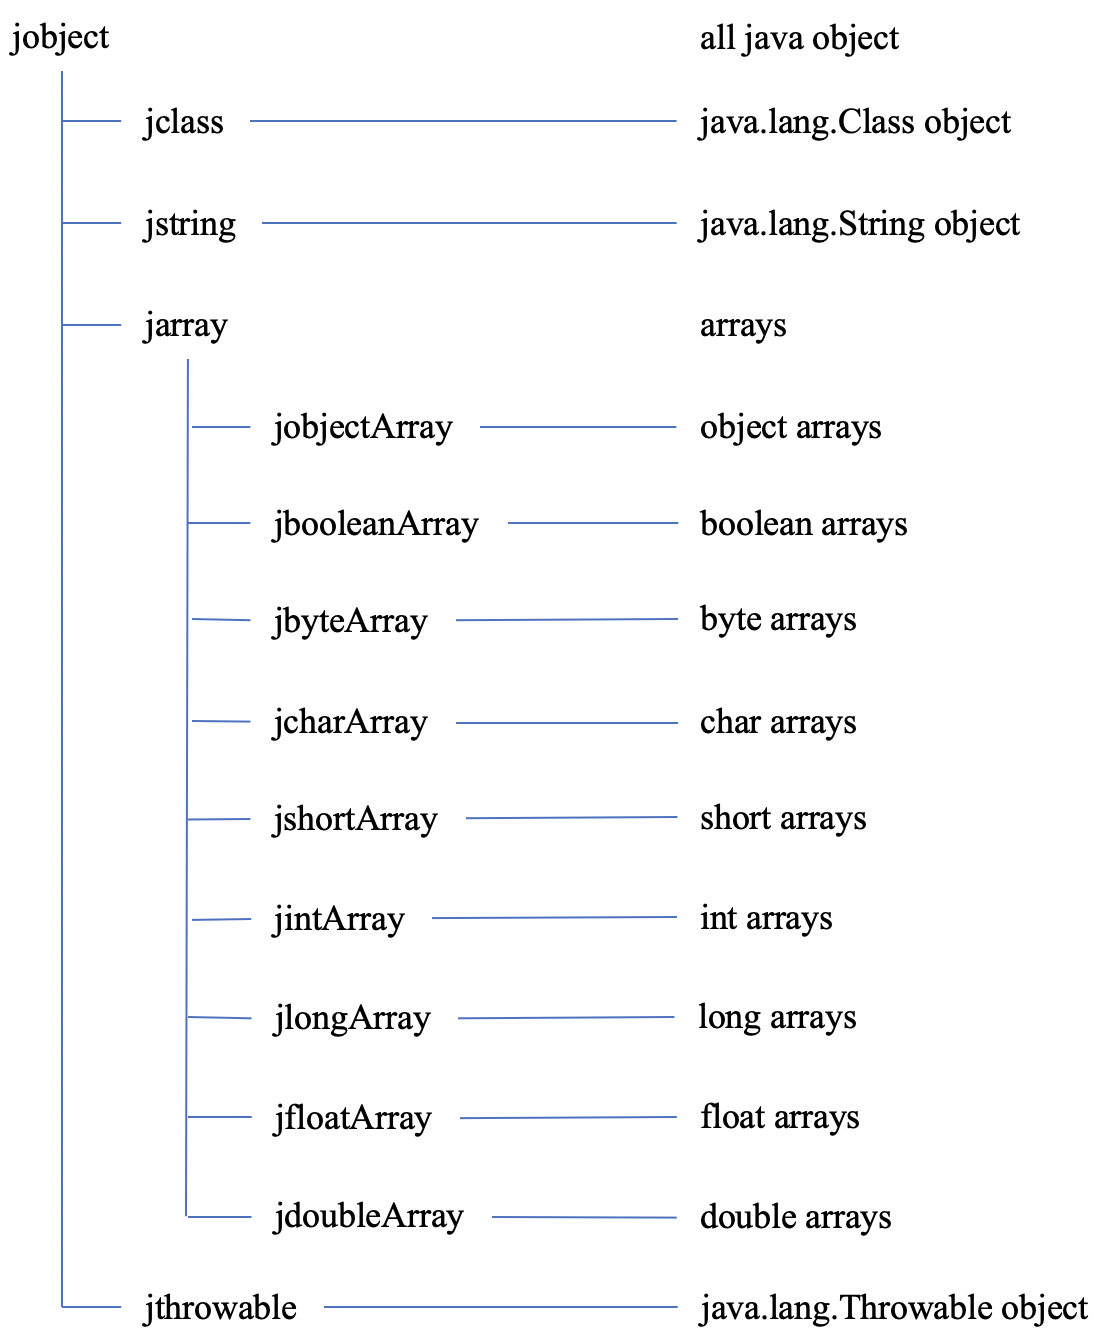 jobject all java object
jclass java.lang.Class object
jstring java.lang.String object
jarray arrays
jobjectArray object arrays
jbooleanArray boolean arrays
jbyteArray byte arrays
jcharArray char arrays
jshortArray short arrays
jintArray int arrays
jlongArray long arrays
jfloatArray float arrays
jdoubleArray double arrays
jthrowable java.lang.Throwable object